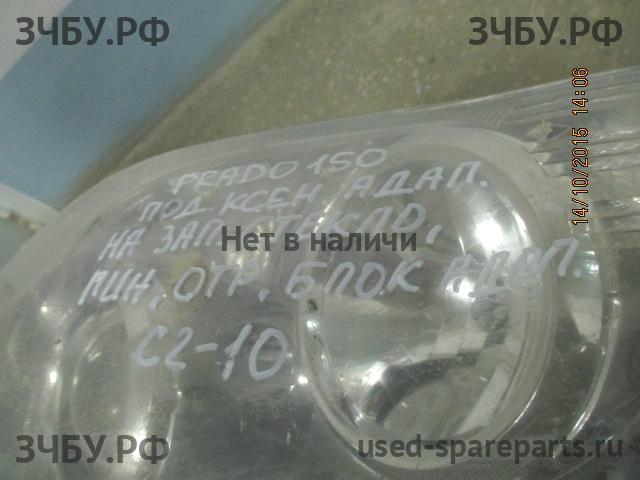 ЗЧБУ.РФ ЗЧБУ.РФ
14/10/2015 14:06
PRADO 150
ПОД. КСЕН. АДАП.
НА ЗАП. СТЕКЛО,
Нет в наличи
ЛИН, ОТР, БЛОК АДАП.
C2-10
ЗЧБУ.РФ used-spareparts.ru